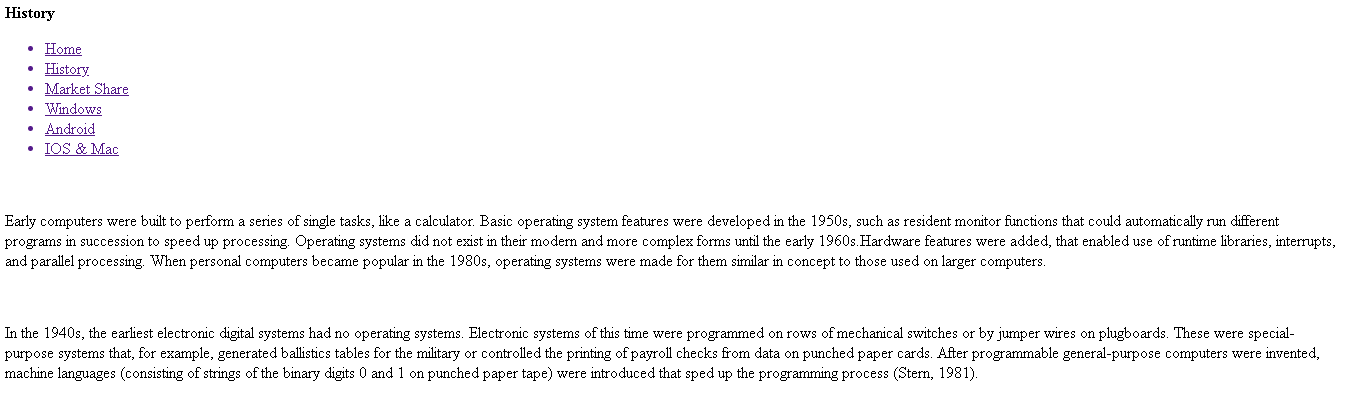 History
Home
History
Market Share
Windows
Android
IOS & Mac
Early computers were built to perform a series of single tasks, like a calculator. Basic operating system features were developed in the 1950s, such as resident monitor functions that could automatically run different
programs in succession to speed up processing. Operating systems did not exist in their modern and more complex forms until the early 1960s.Hardware features were added, that enabled use of runtime libraries, interrupts,
and parallel processing. When personal computers became popular in the 1980s, operating systems were made for them similar in concept to those used on larger computers.
In the 1940s, the earliest electronic digital systems had no operating systems. Electronic systems of this time were programmed on rows of mechanical switches or by jumper wires on plugboards. These were special-
purpose systems that, for example, generated ballistics tables for the military or controlled the printing of payroll checks from data on punched paper cards. After programmable general-purpose computers were invented,
machine languages (consisting of strings of the binary digits 0 and 1 on punched paper tape) were introduced that sped up the programming process (Stern, 1981).